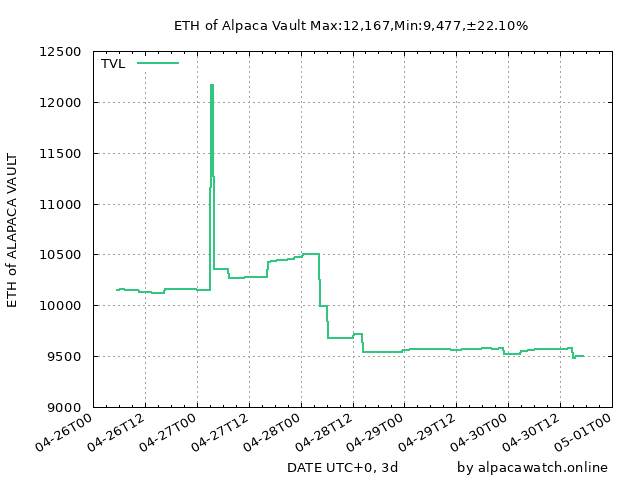 ETH of Alpaca Vault Max:12,167,Min:9,477,±22.10%
TVL
12500
12000
11500
11000
10500
10000
9500
9000
ETH of ALAPACA VAULT
04-26T00
04-26T12
04-27T00
04-27T12
04-28T00
04-28T12
04-29T00
04-29T12
04-30T00
04-30T12
05-01T00
DATE UTC+0, 3d
by alpacawatch.online